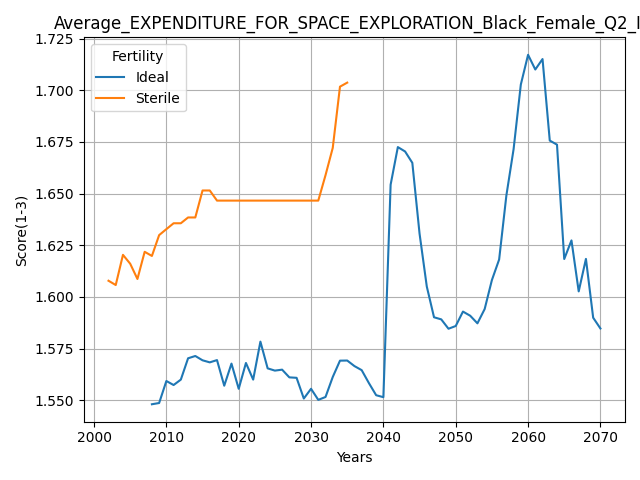 Average_EXPENDITURE_FOR_SPACE_EXPLORATION_Black_Female_Q2_I
Fertility
Ideal
Sterile
1.725
1.700
1.675
1.650
1.625
1.600
1.575
1.550
Score(1-3)
2000 2010 2020 2030 2040 2050 2060 2070
Years